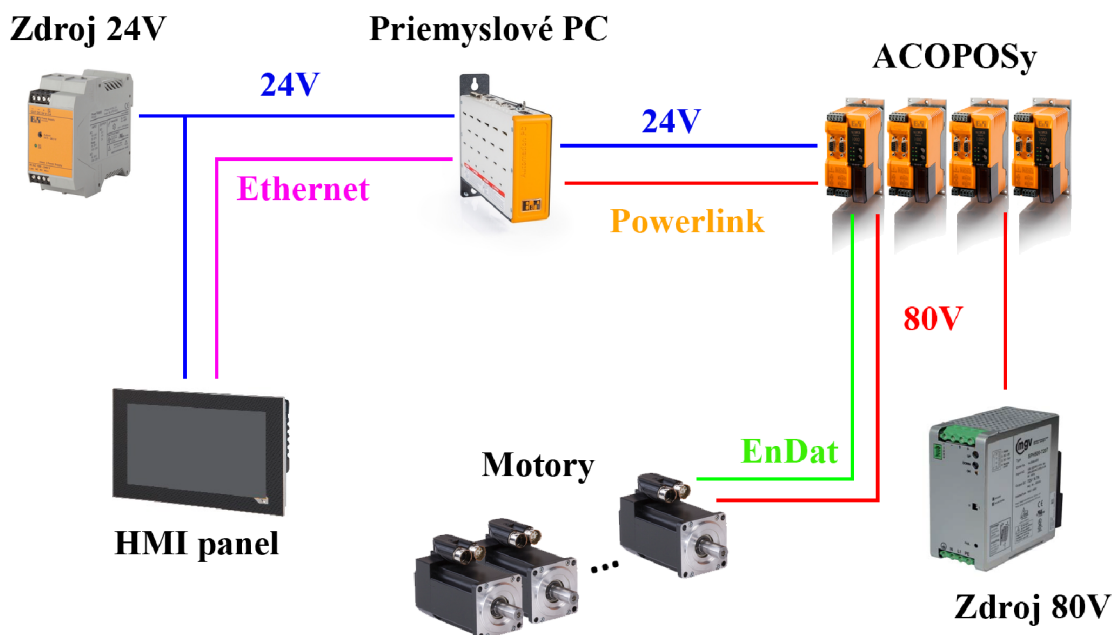 Zdroj 24V
Priemyslové PC
ACOPOSy
24V
24V
Ethernet
Powerlink
80V
EnDat
Motory
HMI panel
Zdroj 80V